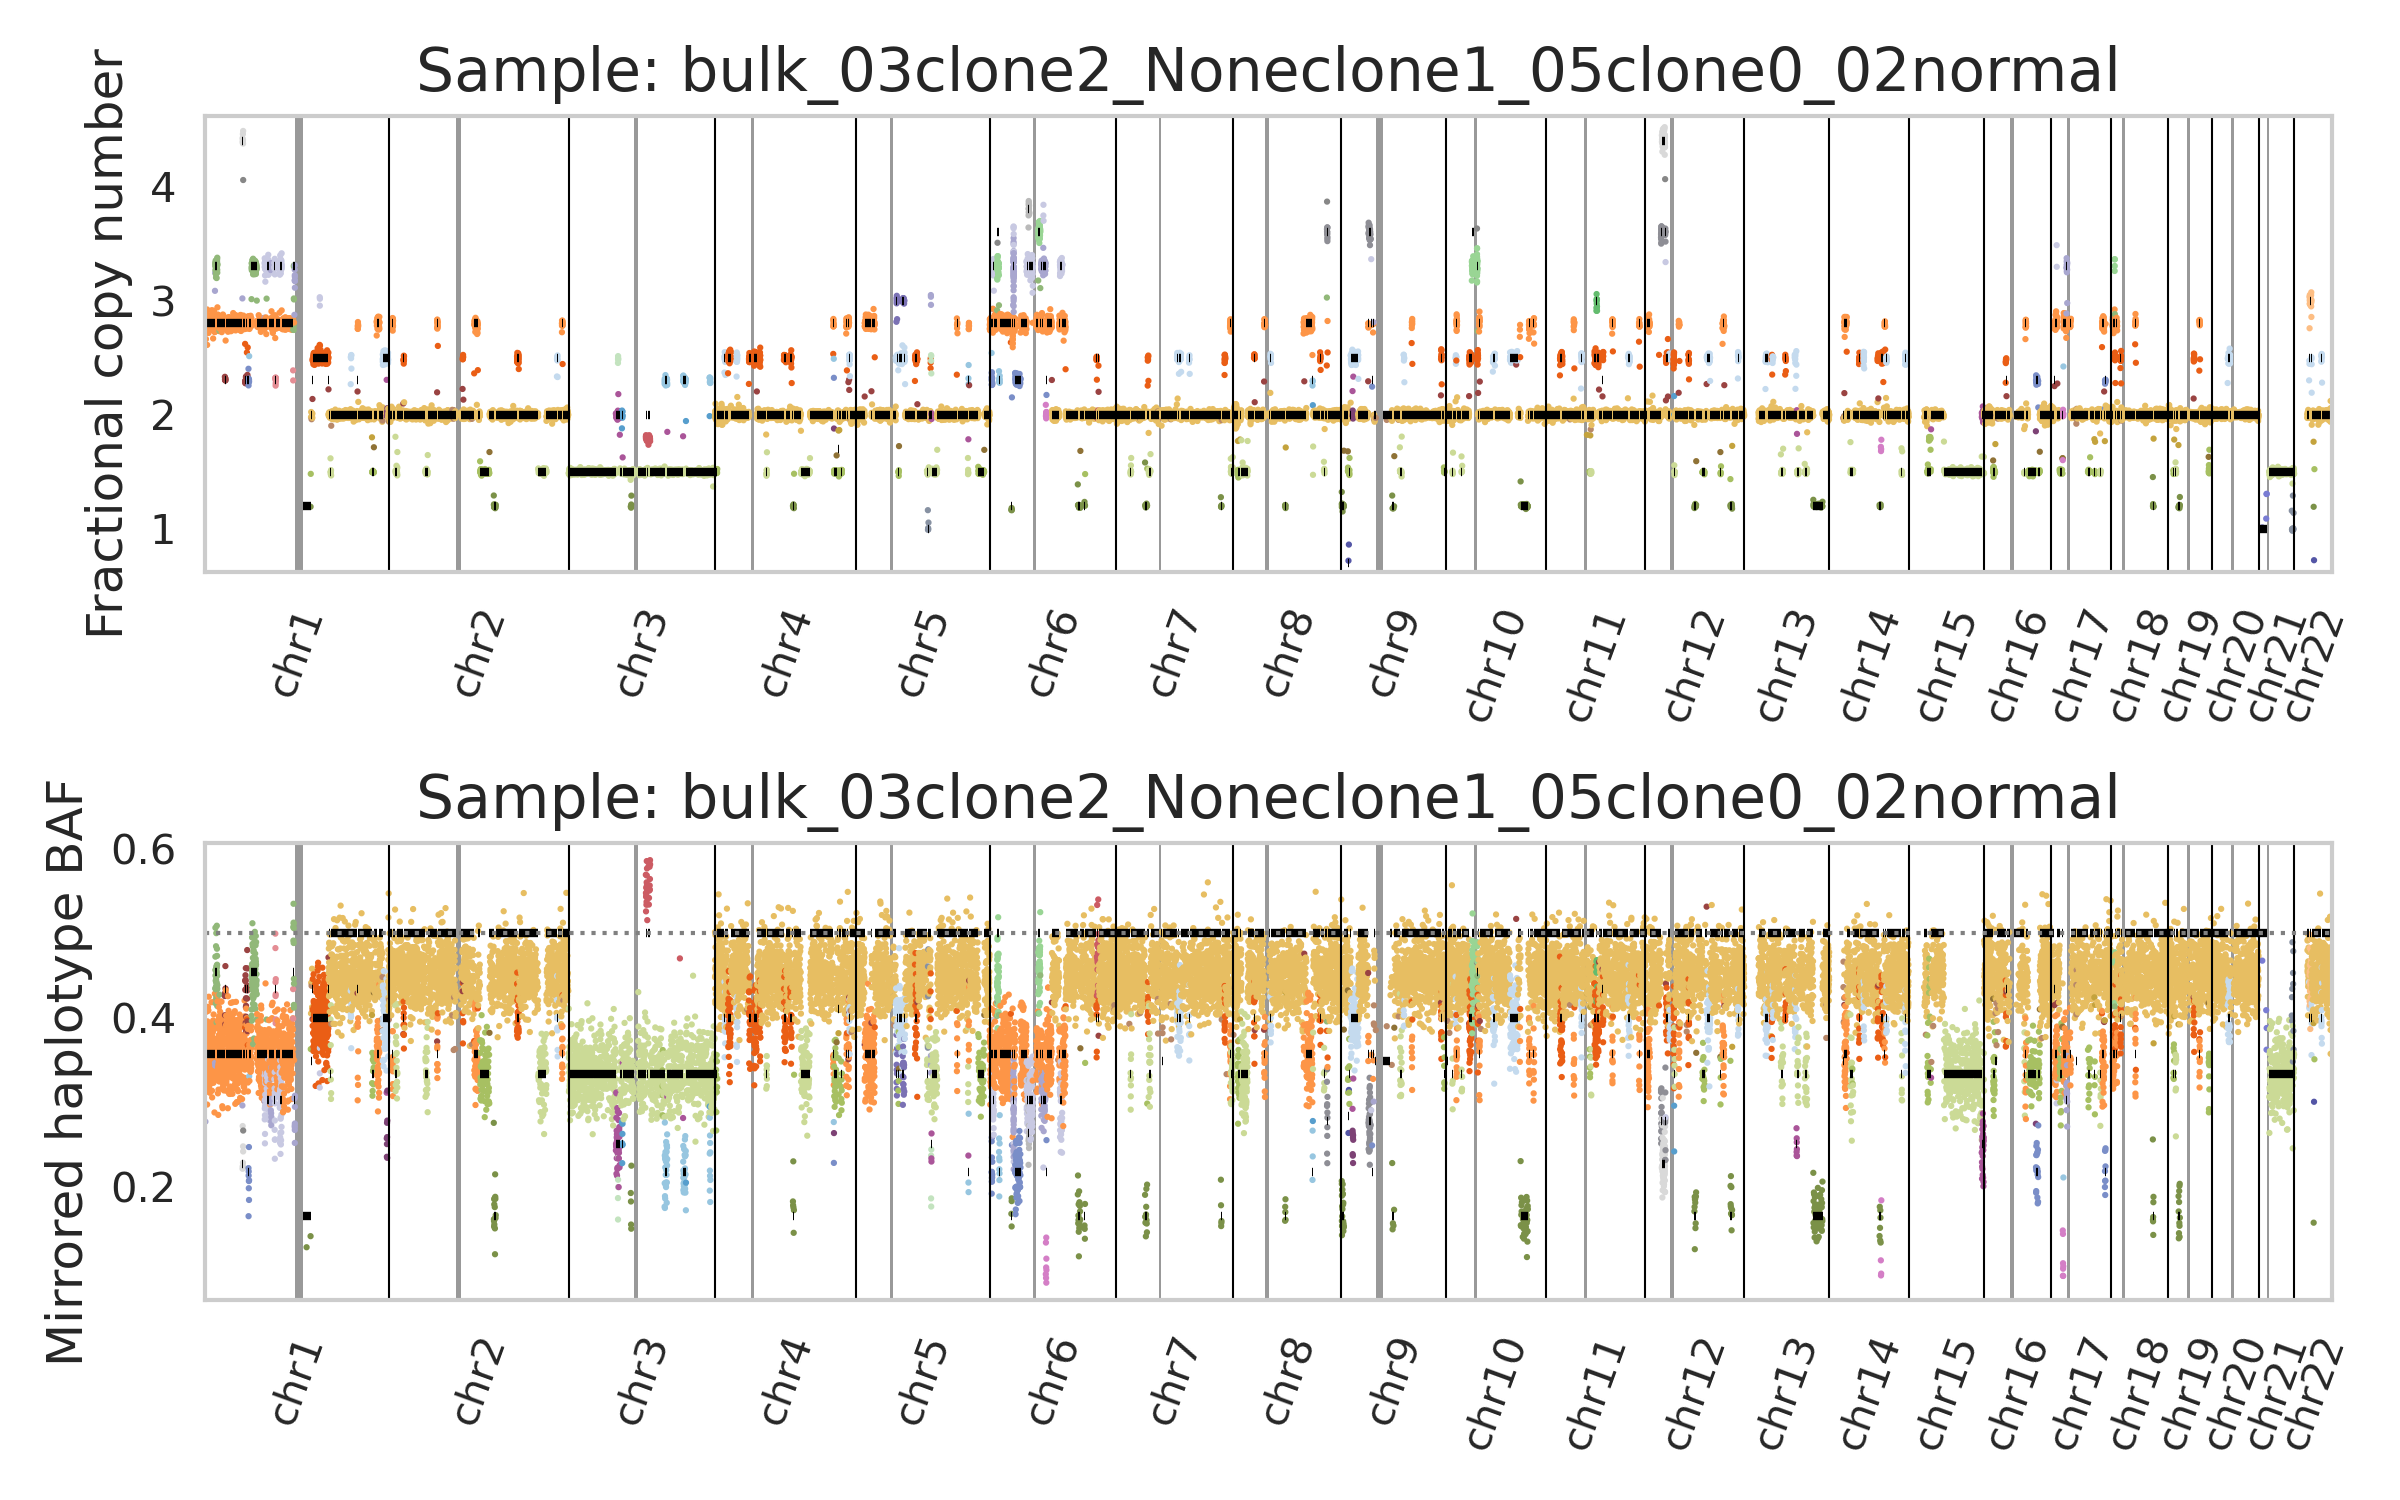 Sample: bulk_03clone2_Noneclone1_05clone0_02normal
Fractional copy number
4
3
2
1
chr1
chr2
chr3
chr4
chr5
chr6
chr7
chr8
chr9
chr10
chr11
chr12
chr13
chr14
chr15
chr16
chr17
chr18
chr19
chr20
chr21
chr22
Sample: bulk_03clone2_Noneclone1_05clone0_02normal
Mirrored haplotype BAF
0.6
0.4
0.2
chr1
chr2
chr3
chr4
chr5
chr6
chr7
chr8
chr9
chr10
chr11
chr12
chr13
chr14
chr15
chr16
chr17
chr18
chr19
chr20
chr21
chr22